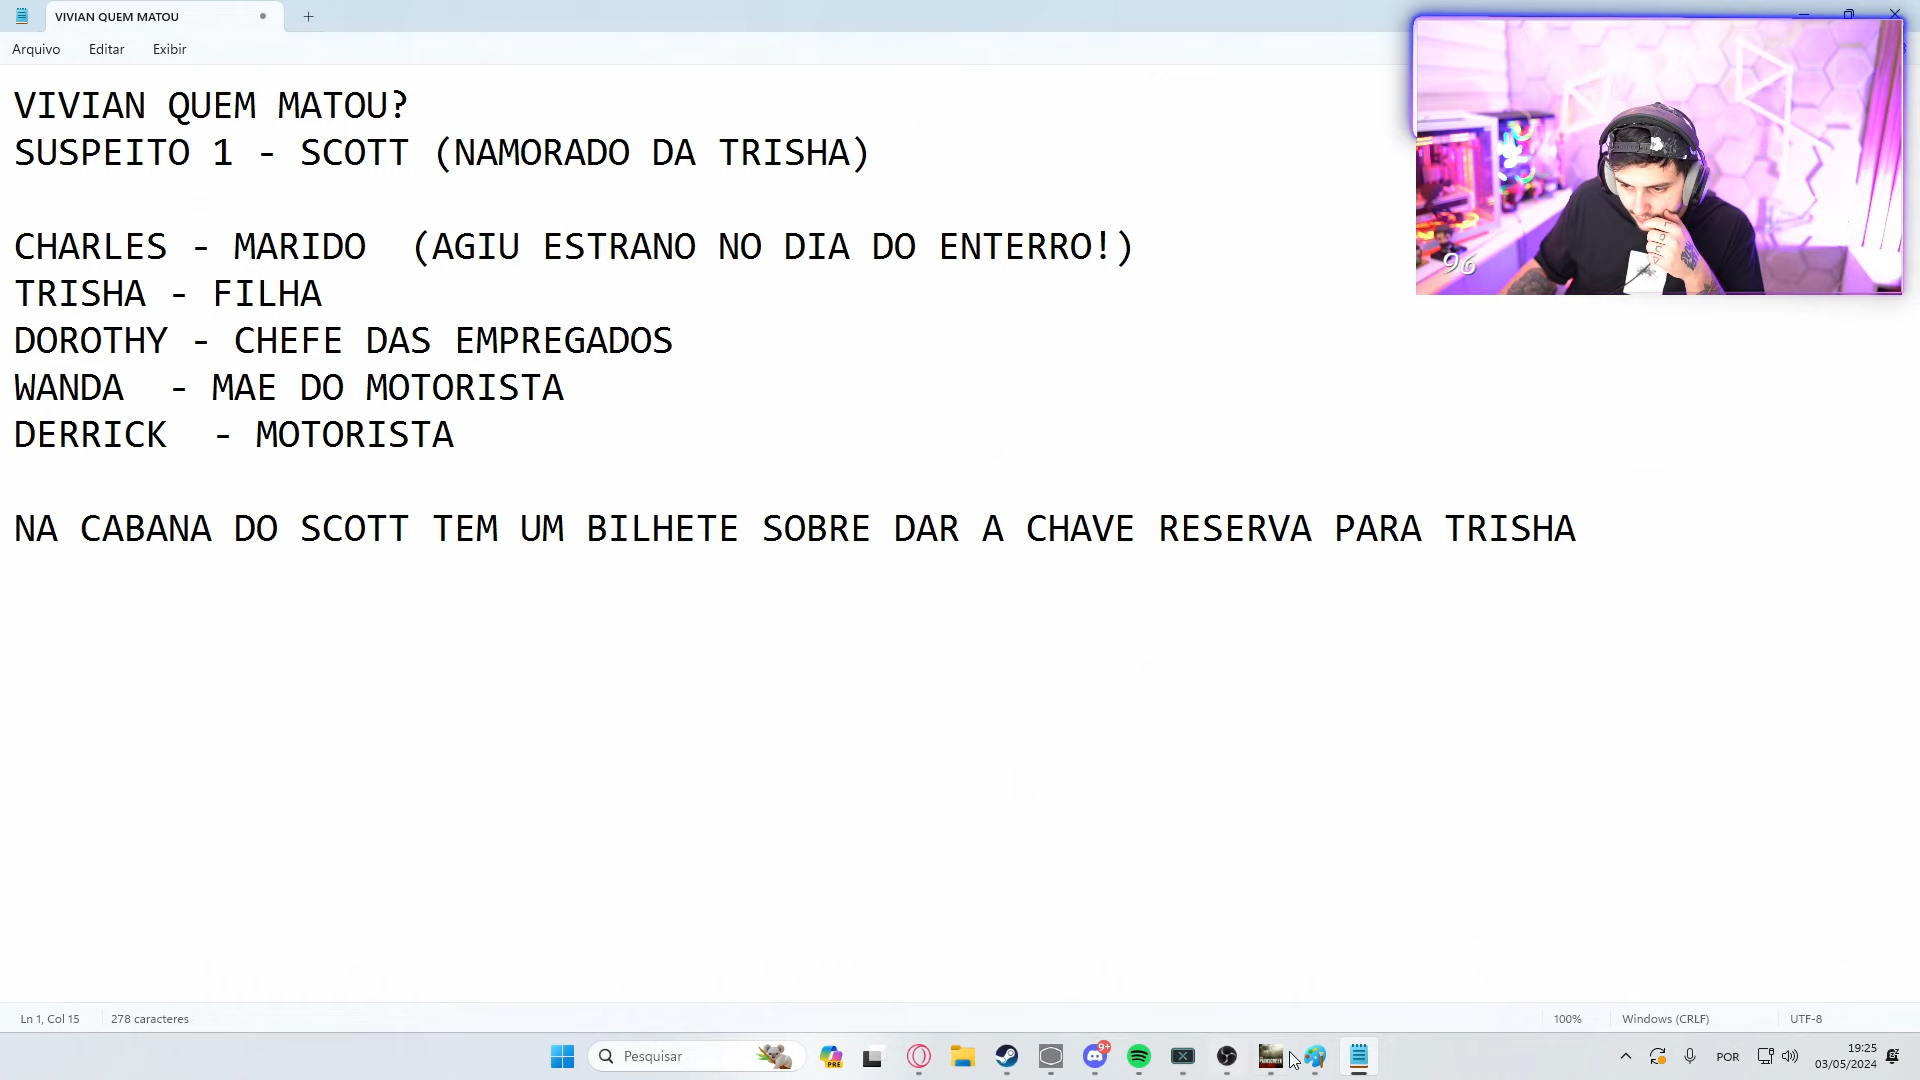 VIVIAN QUEM MATOU
Arquivo Editar Exibir
VIVIAN QUEM MATOU?
SUSPEITO 1 - SCOTT (NAMORADO DA TRISHA)
CHARLES - MARIDO  (AGIU ESTRANO NO DIA DO ENTERRO!)
TRISHA - FILHA
DOROTHY - CHEFE DAS EMPREGADOS
WANDA  - MAE DO MOTORISTA
DERRICK  - MOTORISTA
NA CABANA DO SCOTT TEM UM BILHETE SOBRE DAR A CHAVE RESERVA PARA TRISHA
96
Ln 1, Col 15 278 caracteres 100% Windows (CRLF) UTF-8
Pesquisar PRE 9+ POR 19:25
03/05/2024